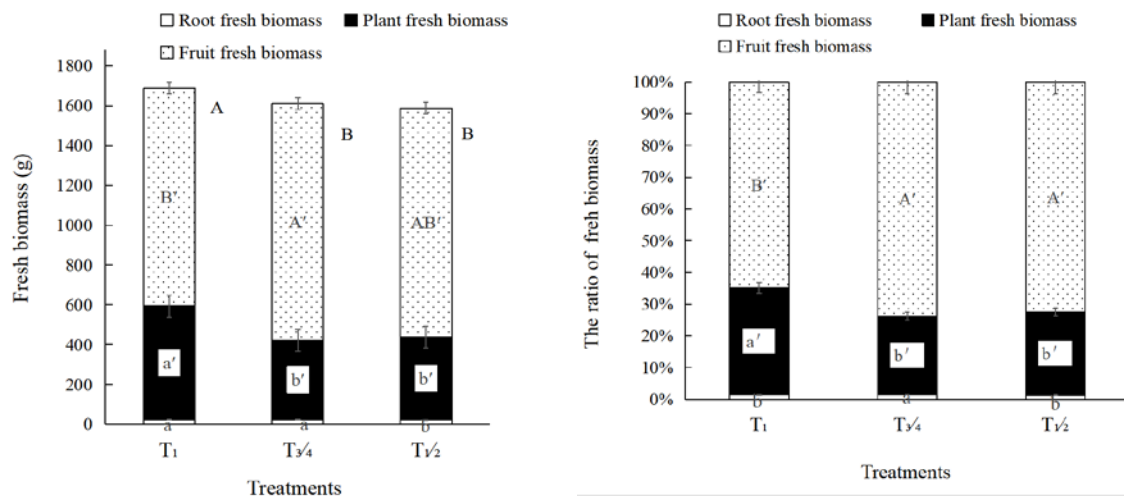 Root fresh biomass Plant fresh biomass
Fruit fresh biomass
Fresh biomass (g)
1800
1600
1400
1200
1000
800
600
400
200
0
A
B
B
B′
A′
AB′
a′
b′
b′
a
a
b
T₁ T¾ T½
Treatments
Root fresh biomass Plant fresh biomass
Fruit fresh biomass
The ratio of freh biomass
100%
90%
80%
70%
60%
50%
40%
30%
20%
10%
0%
B′
A′
A′
a′
b′
b′
b
a
b
T₁ T¾ T½
Treatments